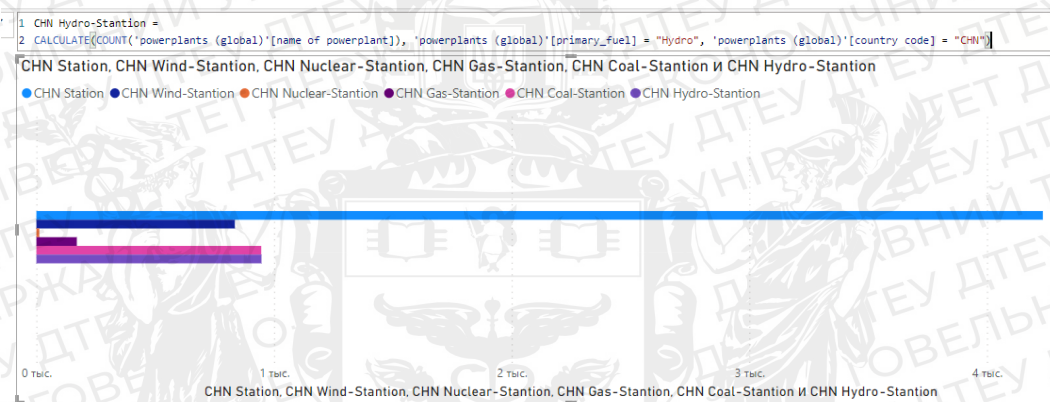 1 CHN Hydro-Stantion =
2 CALCULATE(COUNT('powerplants (global)'[name of powerplant]), 'powerplants (global)'[primary_fuel] = "Hydro", 'powerplants (global)'[country code] = "CHN")
CHN Station, CHN Wind-Stantion, CHN Nuclear-Stantion, CHN Gas-Stantion, CHN Coal-Stantion и CHN Hydro-Stantion
CHN Station CHN Wind-Stantion CHN Nuclear-Stantion CHN Gas-Stantion CHN Coal-Stantion CHN Hydro-Stantion
0 тыс. 1 тыс. 2 тыс. 3 тыс. 4 тыс.
CHN Station, CHN Wind-Stantion, CHN Nuclear-Stantion, CHN Gas-Stantion, CHN Coal-Stantion и CHN Hydro-Stantion